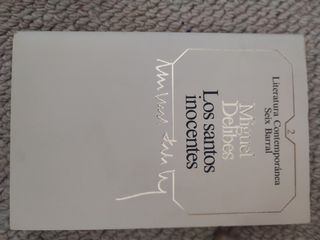 2
Literatura Contemporánea
Seix Barral
Miguel
Delibes
Los santos
inocentes